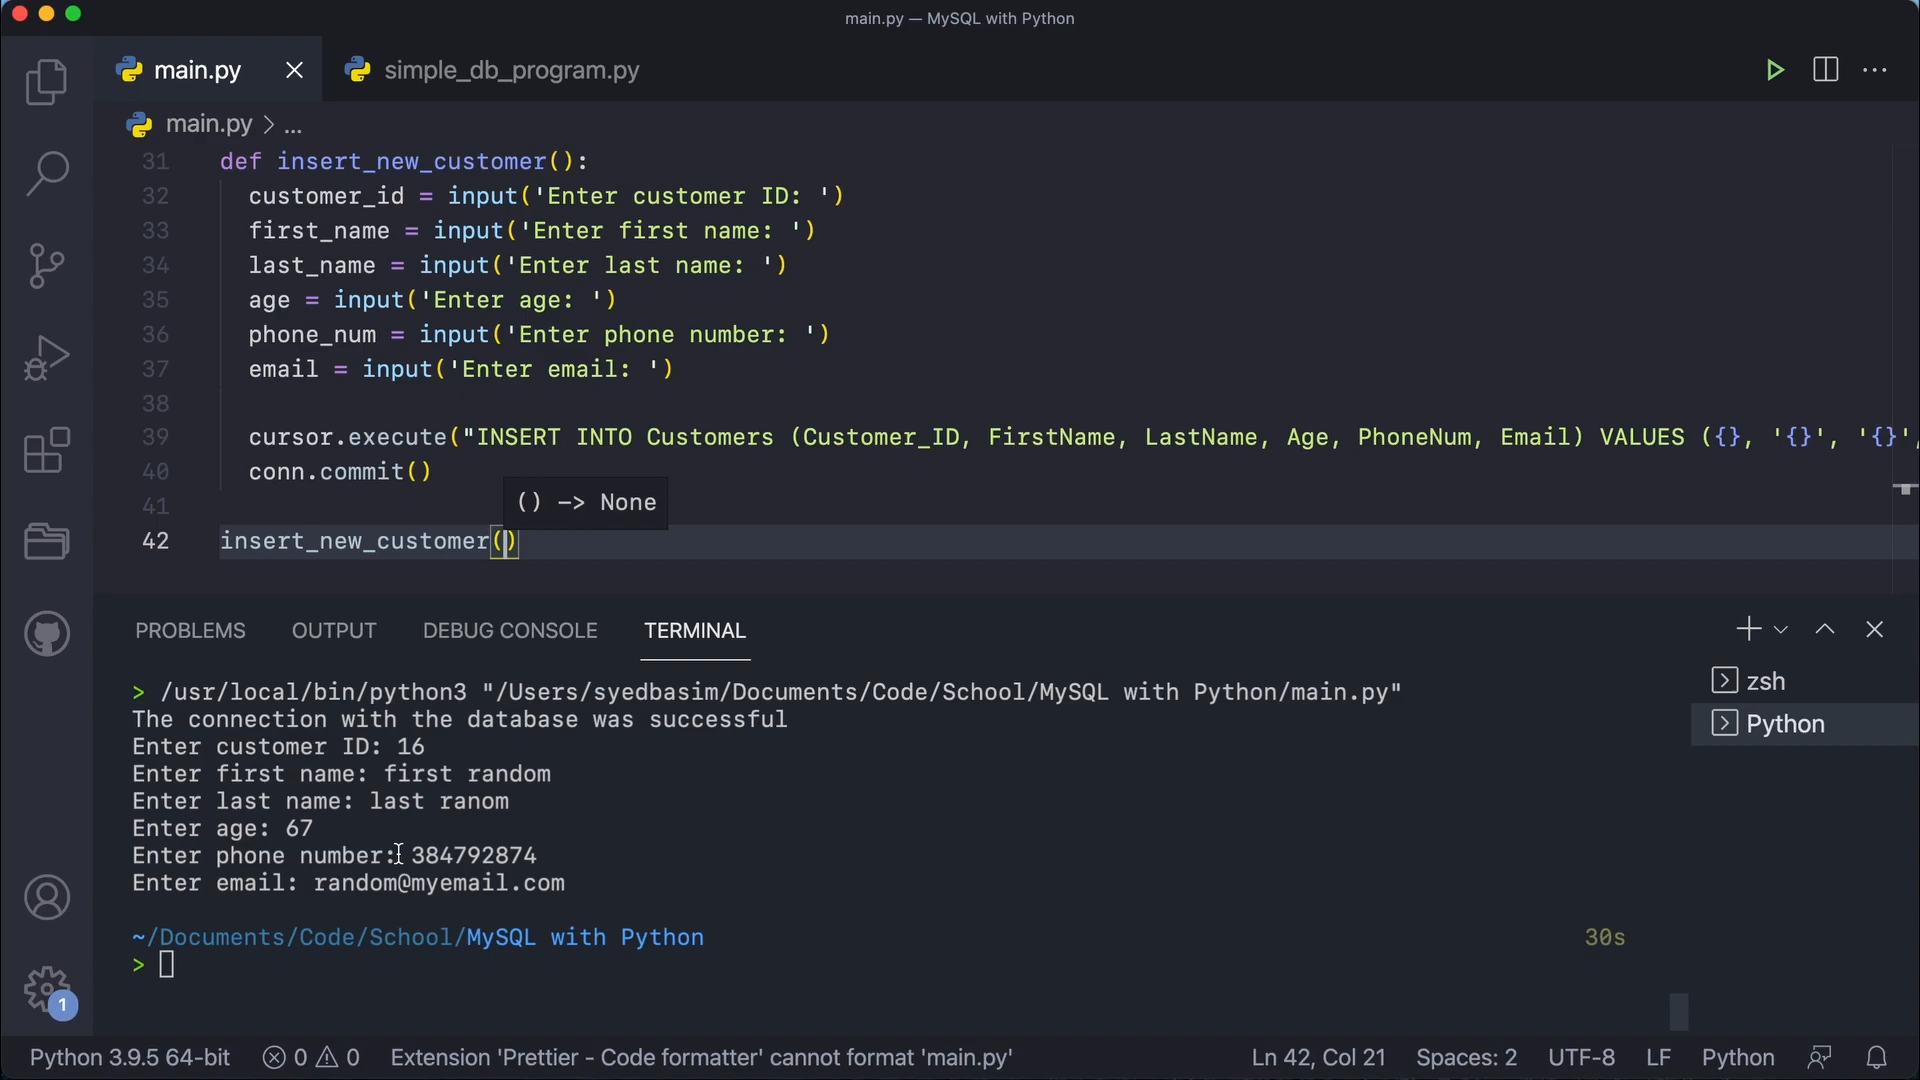 main.py — MySQL with Python
main.py
simple_db_program.py
main.py > ...
31 def insert_new_customer():
32 customer_id = input('Enter customer ID: ')
33 first_name = input('Enter first name: ')
34 last_name = input('Enter last name: ')
35 age = input('Enter age: ')
36 phone_num = input('Enter phone number: ')
37 email = input('Enter email: ')
38
39 cursor.execute("INSERT INTO Customers (Customer_ID, FirstName, LastName, Age, PhoneNum, Email) VALUES ({}, '{}', '{}',
40 conn.commit()
41
() -> None
42 insert_new_customer()
PROBLEMS OUTPUT DEBUG CONSOLE TERMINAL
> /usr/local/bin/python3 "/Users/syedbasim/Documents/Code/School/MySQL with Python/main.py"
The connection with the database was successful
Enter customer ID: 16
Enter first name: first random
Enter last name: last ranom
Enter age: 67
Enter phone number: 384792874
Enter email: random@myemail.com
~/Documents/Code/School/MySQL with Python 30s
>
zsh
Python
1
Python 3.9.5 64-bit 0 0 Extension 'Prettier - Code formatter' cannot format 'main.py' Ln 42, Col 21 Spaces: 2 UTF-8 LF Python